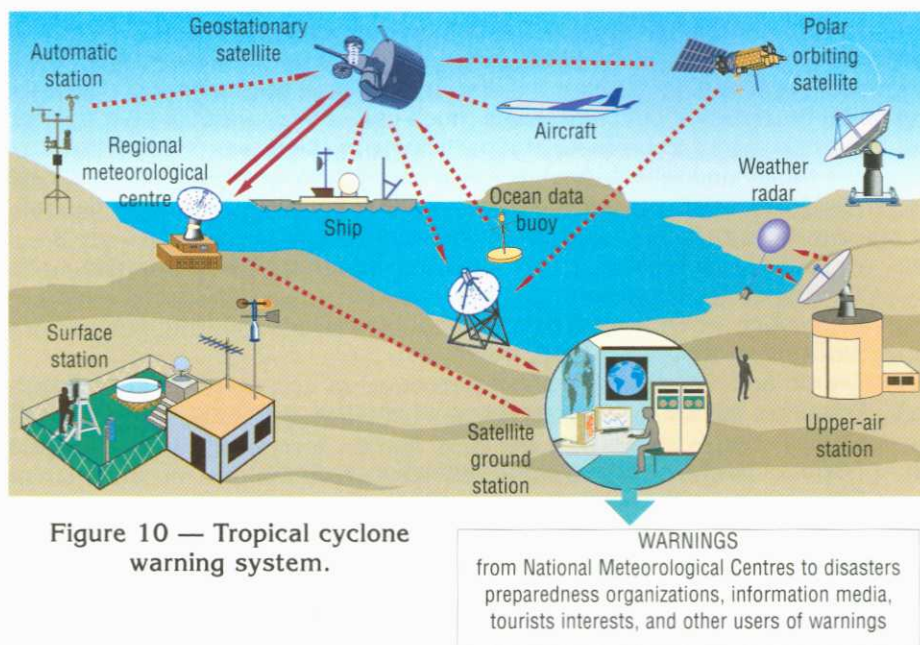 Geostationary
satellite
Polar
orbiting
satellite
Automatic
station
Aircraft
Regional
meteorological
centre
Weather
radar
Ocean data
buoy
Ship
Surface
station
Satellite
ground
station
Upper-air
station
Figure 10 — Tropical cyclone
warning system.
WARNINGS
from National Meteorological Centres to disasters
preparedness organizations, information media,
tourists interests, and other users of warnings